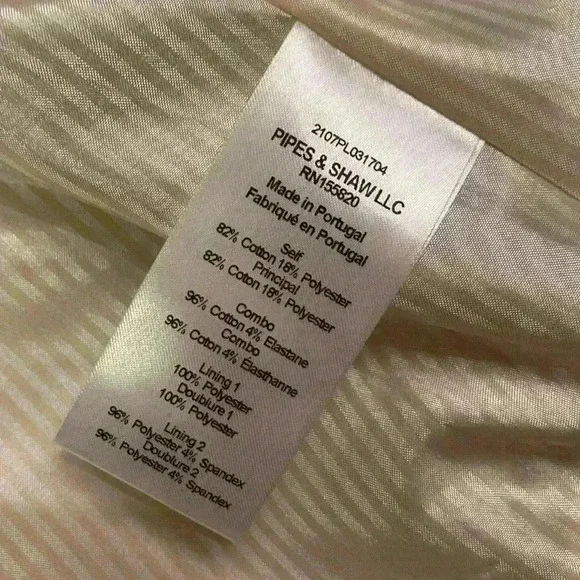 2107PL031704
PIPES & SHAW LLC
RN155820
Made in Portugal
Fabriqué en Portugal
Self
82% Cotton 18% Polyester
Principal
82% Coton 18% Polyester
Combo
96% Cotton 4% Elastane
Combo
96% Coton 4% Élasthanne
Lining 1
100% Polyester
Doublure 1
100% Polyester
Lining 2
96% Polyester 4% Spandex
Doublure 2
96% Polyester 4% Spandex